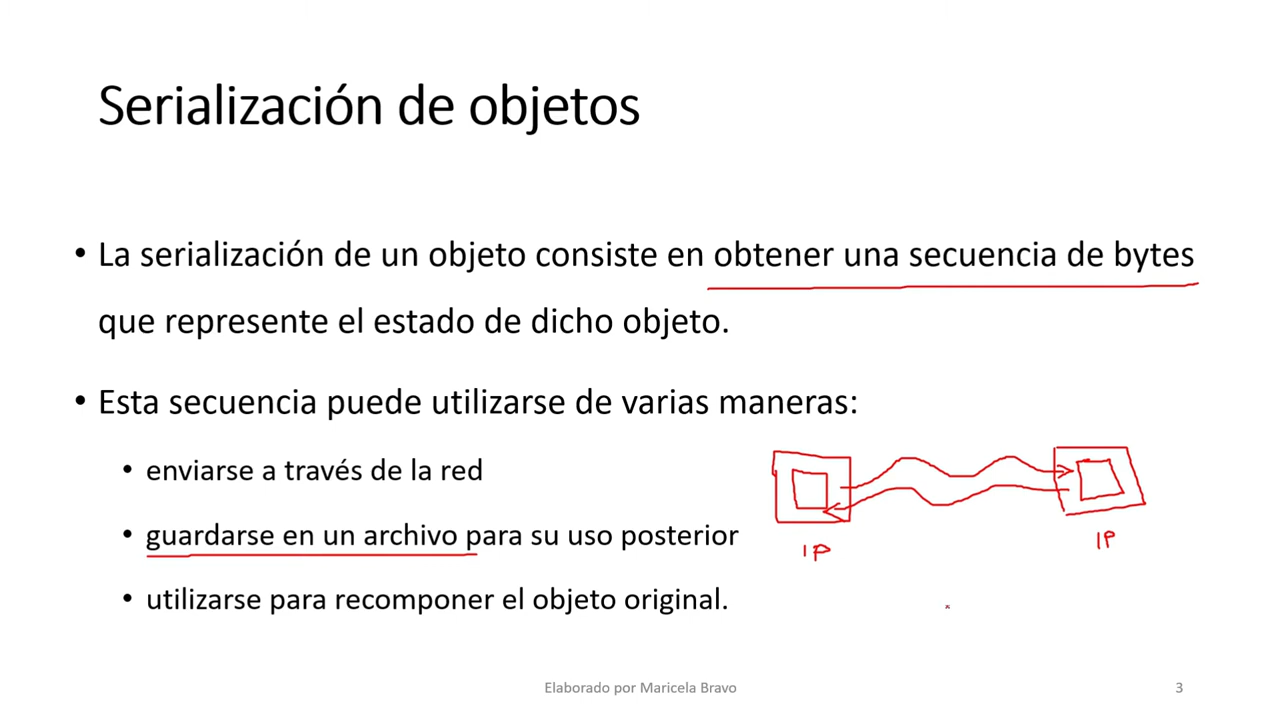 Serialización de objetos
• La serialización de un objeto consiste en obtener una secuencia de bytes
que represente el estado de dicho objeto.
• Esta secuencia puede utilizarse de varias maneras:
• enviarse a través de la red
• guardarse en un archivo para su uso posterior
• utilizarse para recomponer el objeto original.
IP
IP
Elaborado por Maricela Bravo
3